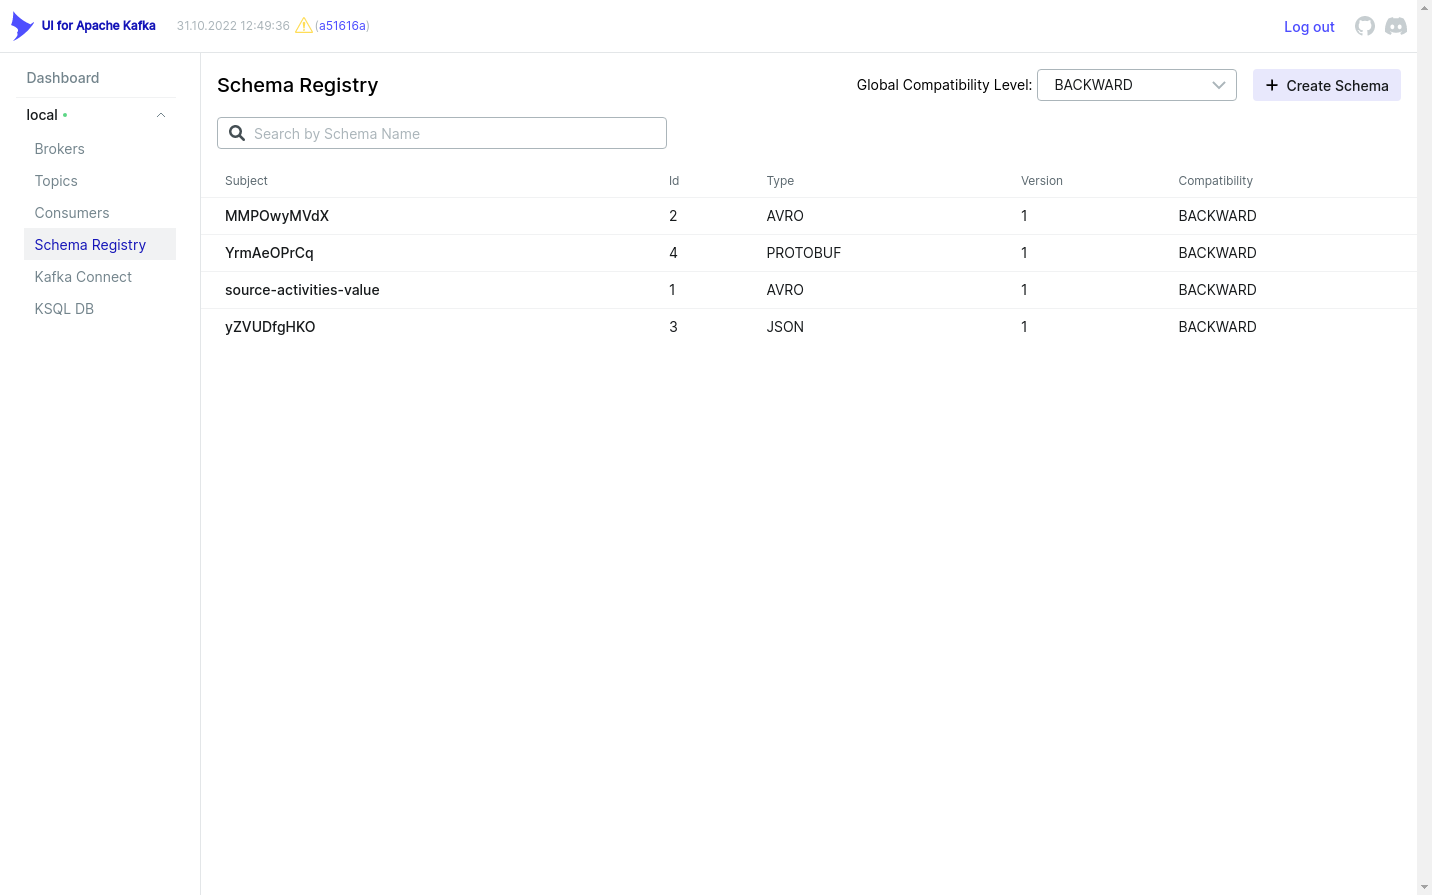 UI for Apache Kafka 31.10.2022 12:49:36 (a51616a) Log out
Dashboard
local
Brokers
Topics
Consumers
Schema Registry
Kafka Connect
KSQL DB
Schema Registry Global Compatibility Level: BACKWARD Create Schema
Search by Schema Name
Subject Id Type Version Compatibility
MMPOwyMVdX 2 AVRO 1 BACKWARD
YrmAeOPrCq 4 PROTOBUF 1 BACKWARD
source-activities-value 1 AVRO 1 BACKWARD
yZVUDfgHKO 3 JSON 1 BACKWARD